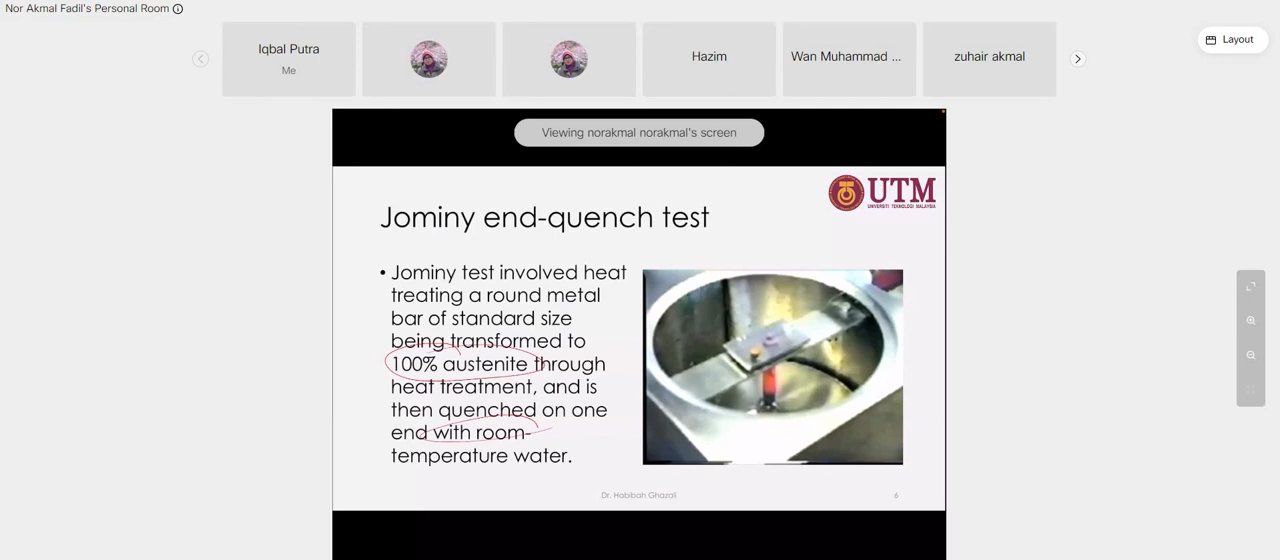 Nor Akmal Fadil's Personal Room
Layout
Iqbal Putra
Me
Hazim
Wan Muhammad ...
zuhair akmal
Viewing norakmal norakmal's screen
UTM
UNIVERSITI TEKNOLOGI MALAYSIA
Jominy end-quench test
• Jominy test involved heat
treating a round metal
bar of standard size
being transformed to
100% austenite through
heat treatment, and is
then quenched on one
end with room-
temperature water.
Dr. Habibah Ghazali
6